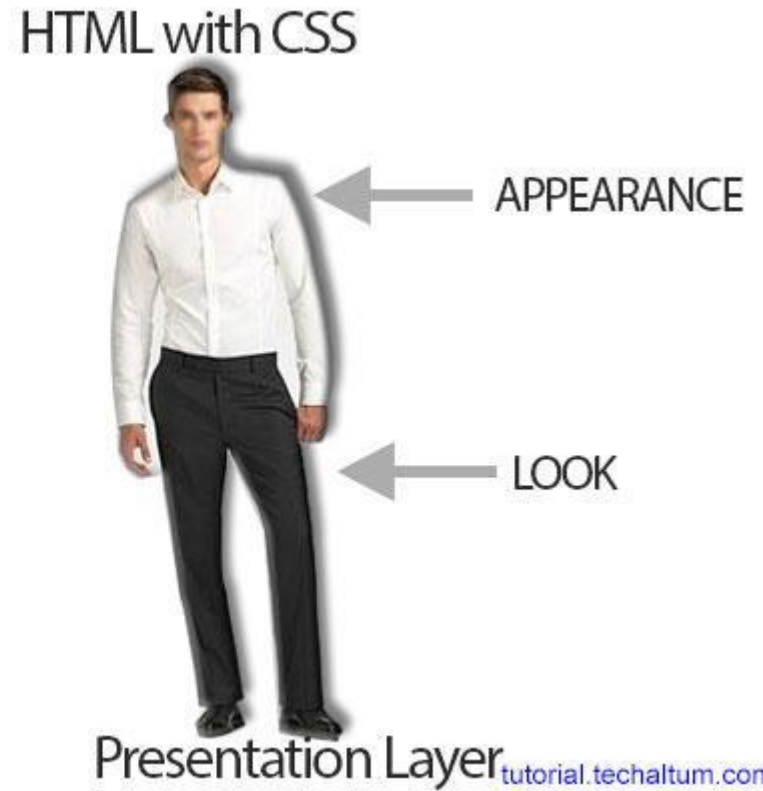 HTML with CSS
APPEARANCE
LOOK
Presentation Layer
tutorial.techaltum.com